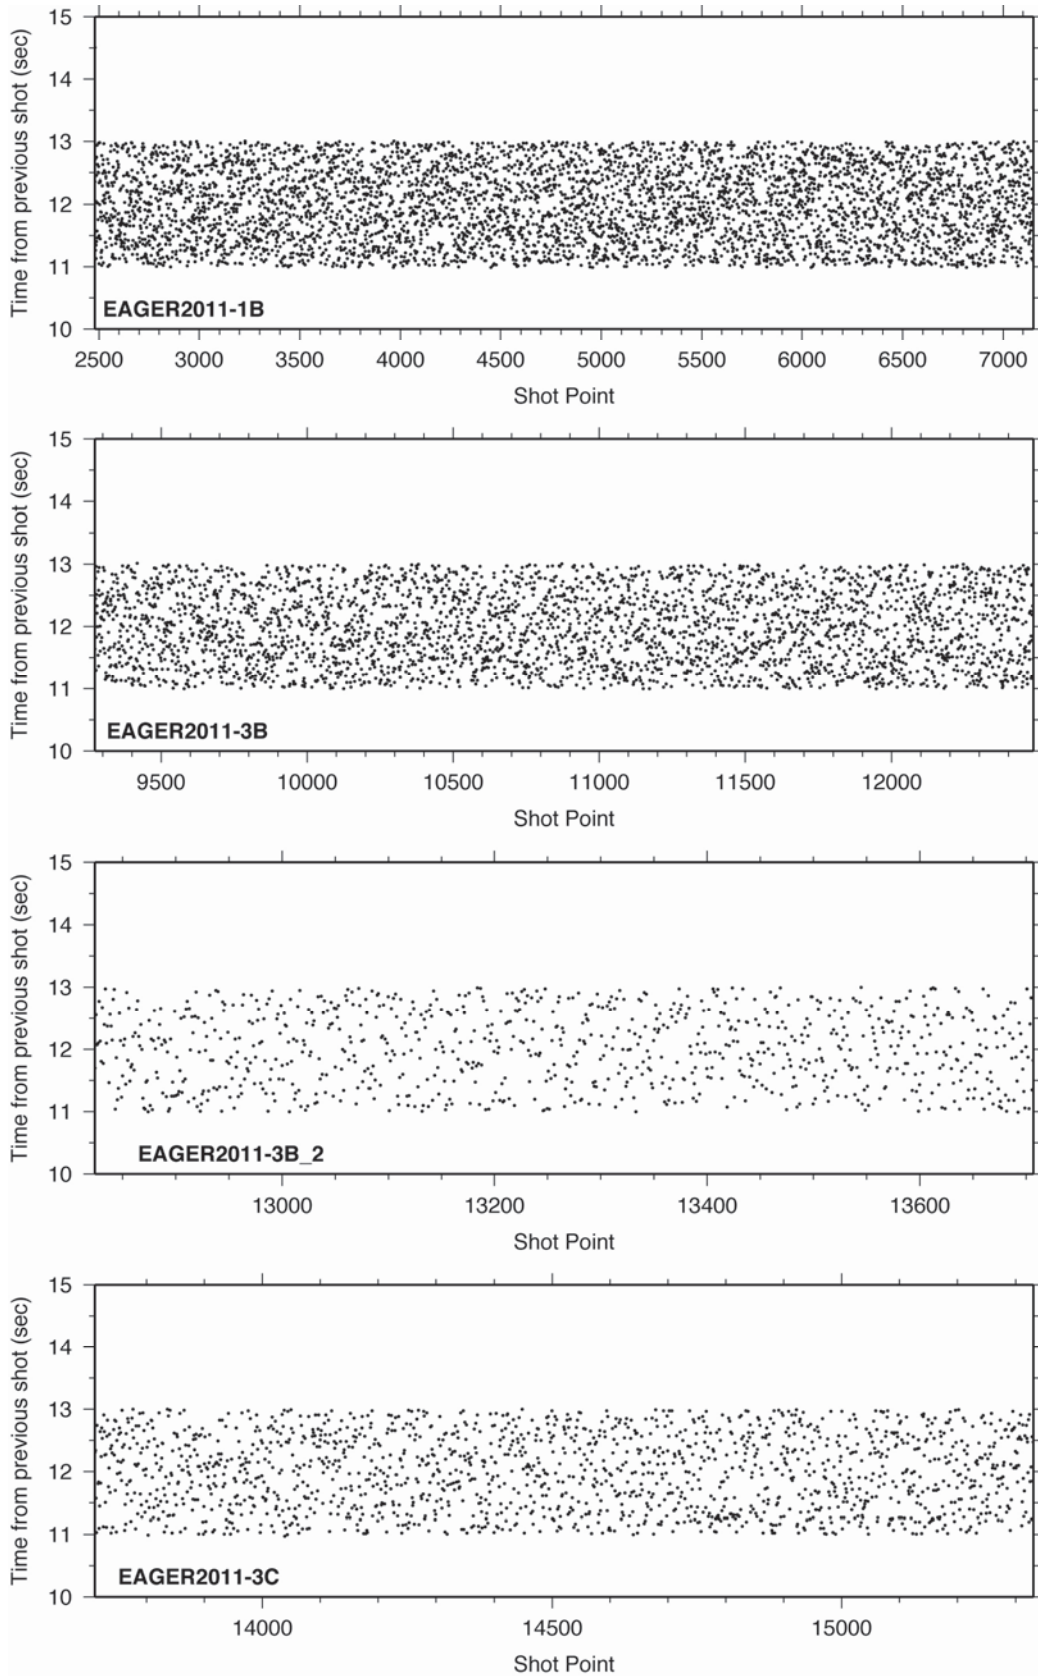 15
14
13
12
11
10
Time from previous shot (sec)
EAGER2011-1B
2500 3000 3500 4000 4500 5000 5500 6000 6500 7000
Shot Point
15
14
13
12
11
10
Time from previous shot (sec)
EAGER2011-3B
9500 10000 10500 11000 11500 12000
Shot Point
15
14
13
12
11
10
Time from previous shot (sec)
EAGER2011-3B_2
13000 13200 13400 13600
Shot Point
15
14
13
12
11
10
Time from previous shot (sec)
EAGER2011-3C
14000 14500 15000
Shot Point